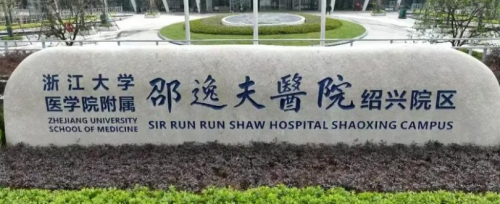 浙江大学
医学院附属
ZHEJIANG UNIVERSITY
SCHOOL OF MEDICINE
邵逸夫醫院绍兴院区
SIR RUN RUN SHAW HOSPITAL SHAOXING CAMPUS